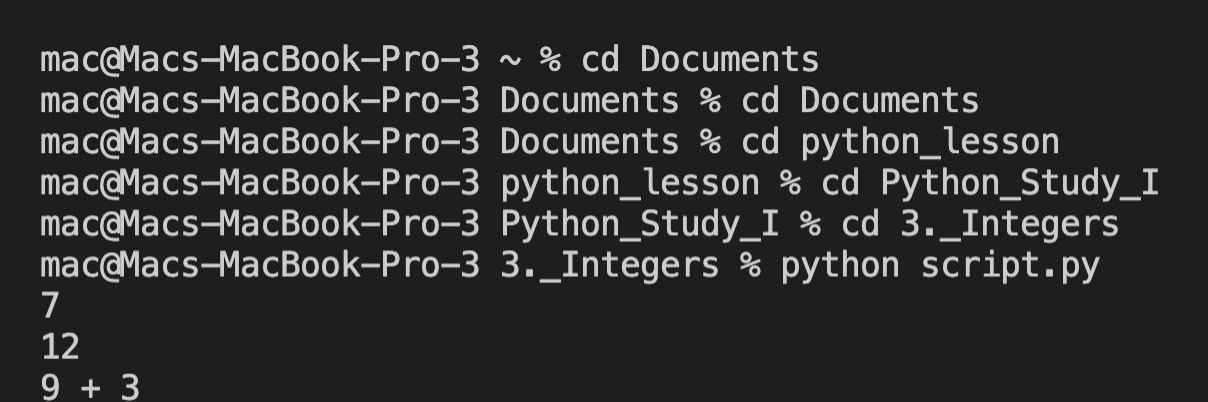 mac@Macs-MacBook-Pro-3 ~ % cd Documents
mac@Macs-MacBook-Pro-3 Documents % cd Documents
mac@Macs-MacBook-Pro-3 Documents % cd python_lesson
mac@Macs-MacBook-Pro-3 python_lesson % cd Python_Study_I
mac@Macs-MacBook-Pro-3 Python_Study_I % cd 3._Integers
mac@Macs-MacBook-Pro-3 3._Integers % python script.py
7
12
9 + 3